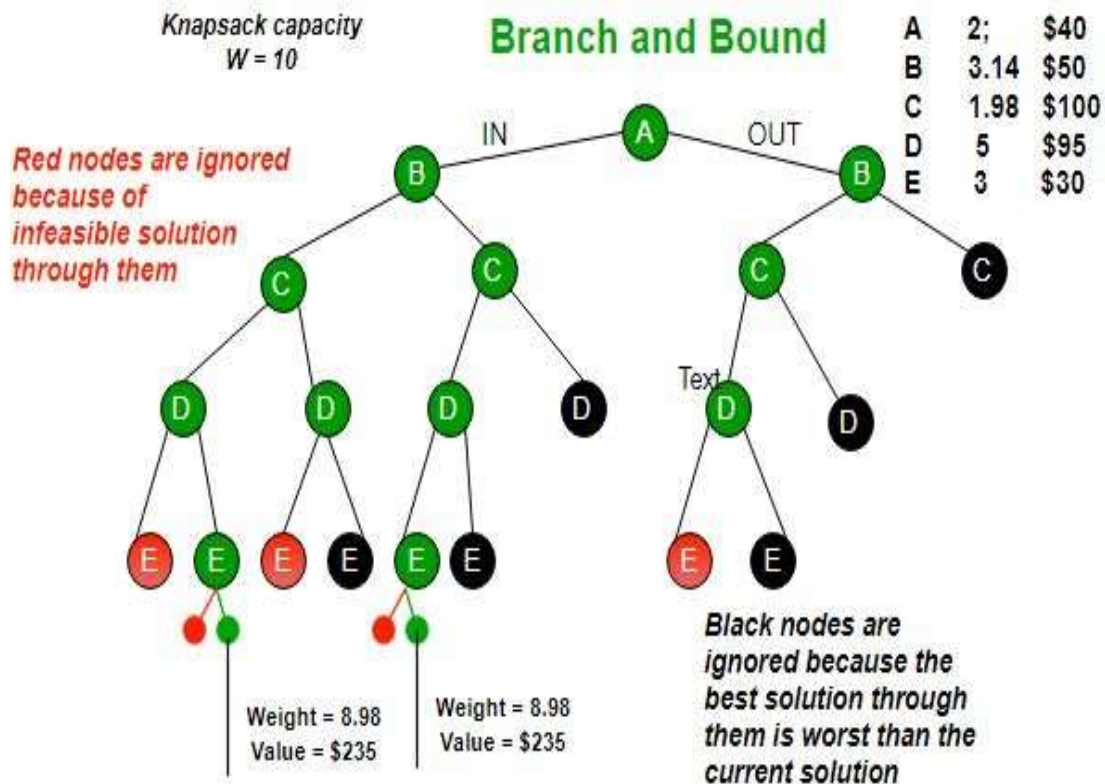 Knapsack capacity
W = 10
Branch and Bound
A 2; $40
B 3.14 $50
C 1.98 $100
D 5 $95
E 3 $30
Red nodes are ignored
because of
infeasible solution
through them
IN
OUT
A
B
B
C
C
C
C
Text
D
D
D
D
D
D
E
E
E
E
E
E
E
E
Weight = 8.98
Value = $235
Weight = 8.98
Value = $235
Black nodes are
ignored because the
best solution through
them is worst than the
current solution